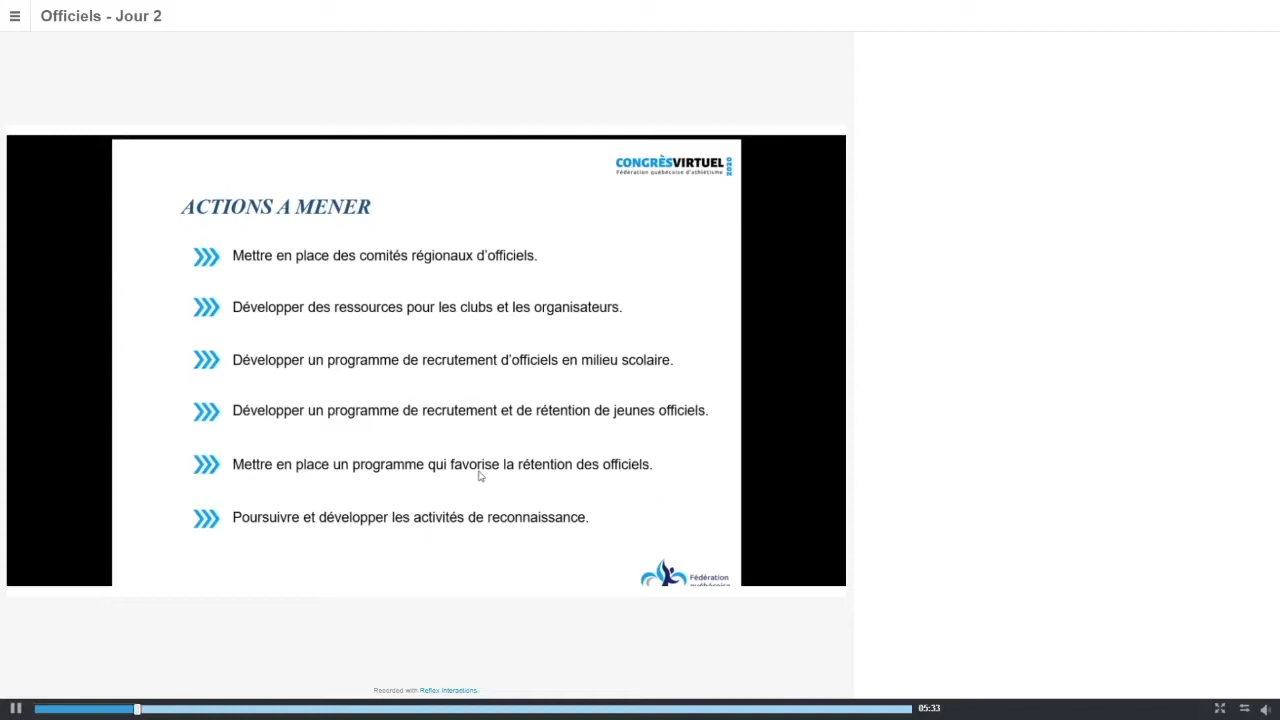 Officiels - Jour 2
CONGRÈSVIRTUEL 2020
Fédération québécoise d'athlétisme
ACTIONS A MENER
Mettre en place des comités régionaux d'officiels.
Développer des ressources pour les clubs et les organisateurs.
Développer un programme de recrutement d'officiels en milieu scolaire.
Développer un programme de recrutement et de rétention de jeunes officiels.
Mettre en place un programme qui favorise la rétention des officiels.
Poursuivre et développer les activités de reconnaissance.
Fédération
québécoise
Recorded with Reflex Interactions.
05:33